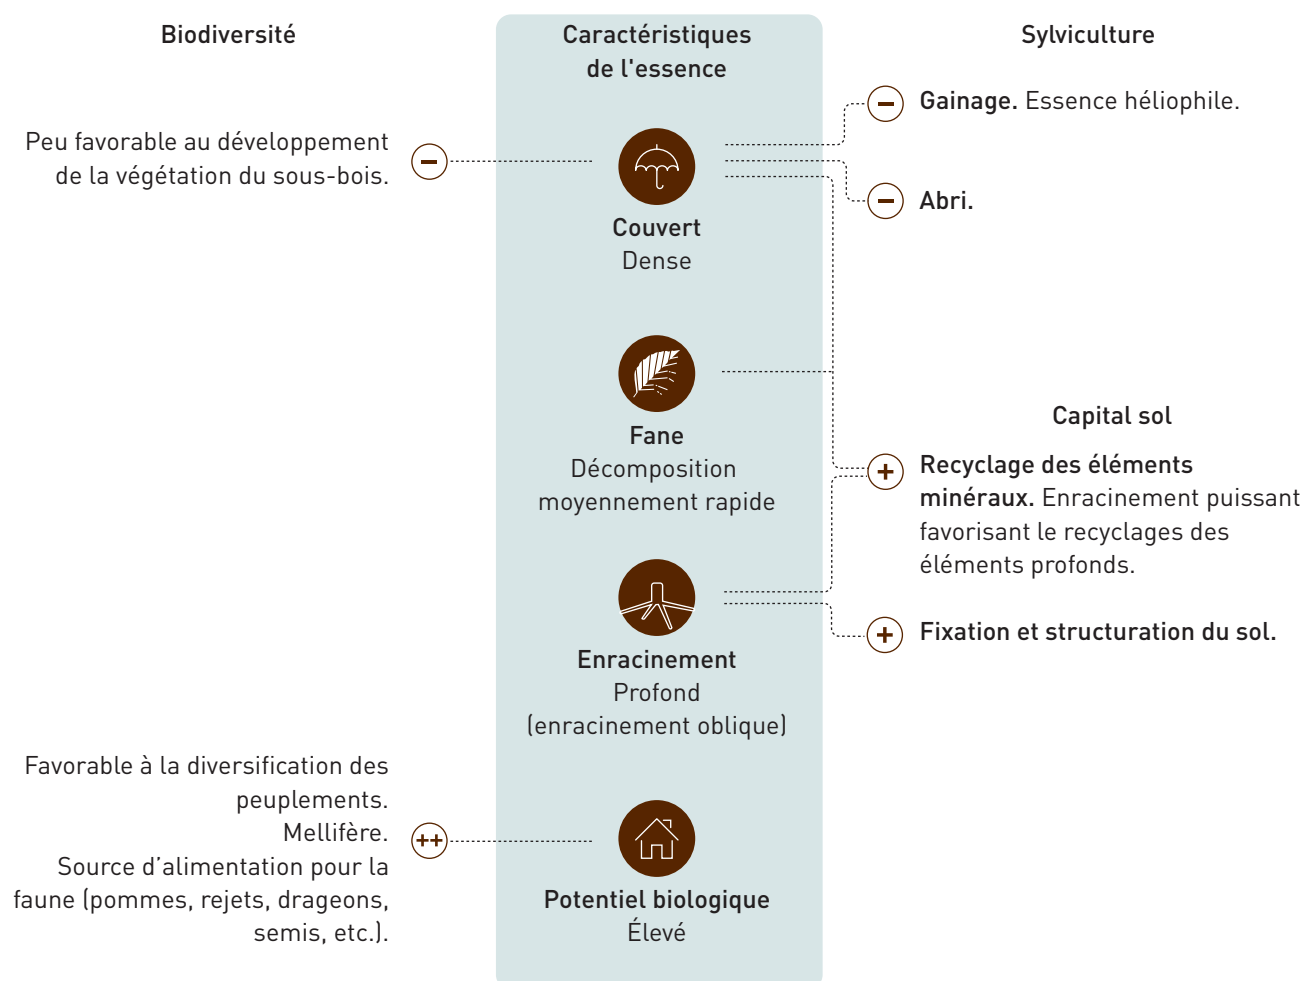 Biodiversité
Peu favorable au développement
de la végétation du sous-bois.
−
Favorable à la diversification des
peuplements.
Mellifère.
Source d’alimentation pour la
faune (pommes, rejets, drageons,
semis, etc.).
++
Caractéristiques
de l'essence
Couvert
Dense
Fane
Décomposition
moyennement rapide
Enracinement
Profond
(enracinement oblique)
Potentiel biologique
Élevé
Sylviculture
− Gainage. Essence héliophile.
− Abri.
Capital sol
+ Recyclage des éléments
minéraux. Enracinement puissant
favorisant le recyclages des
éléments profonds.
+ Fixation et structuration du sol.